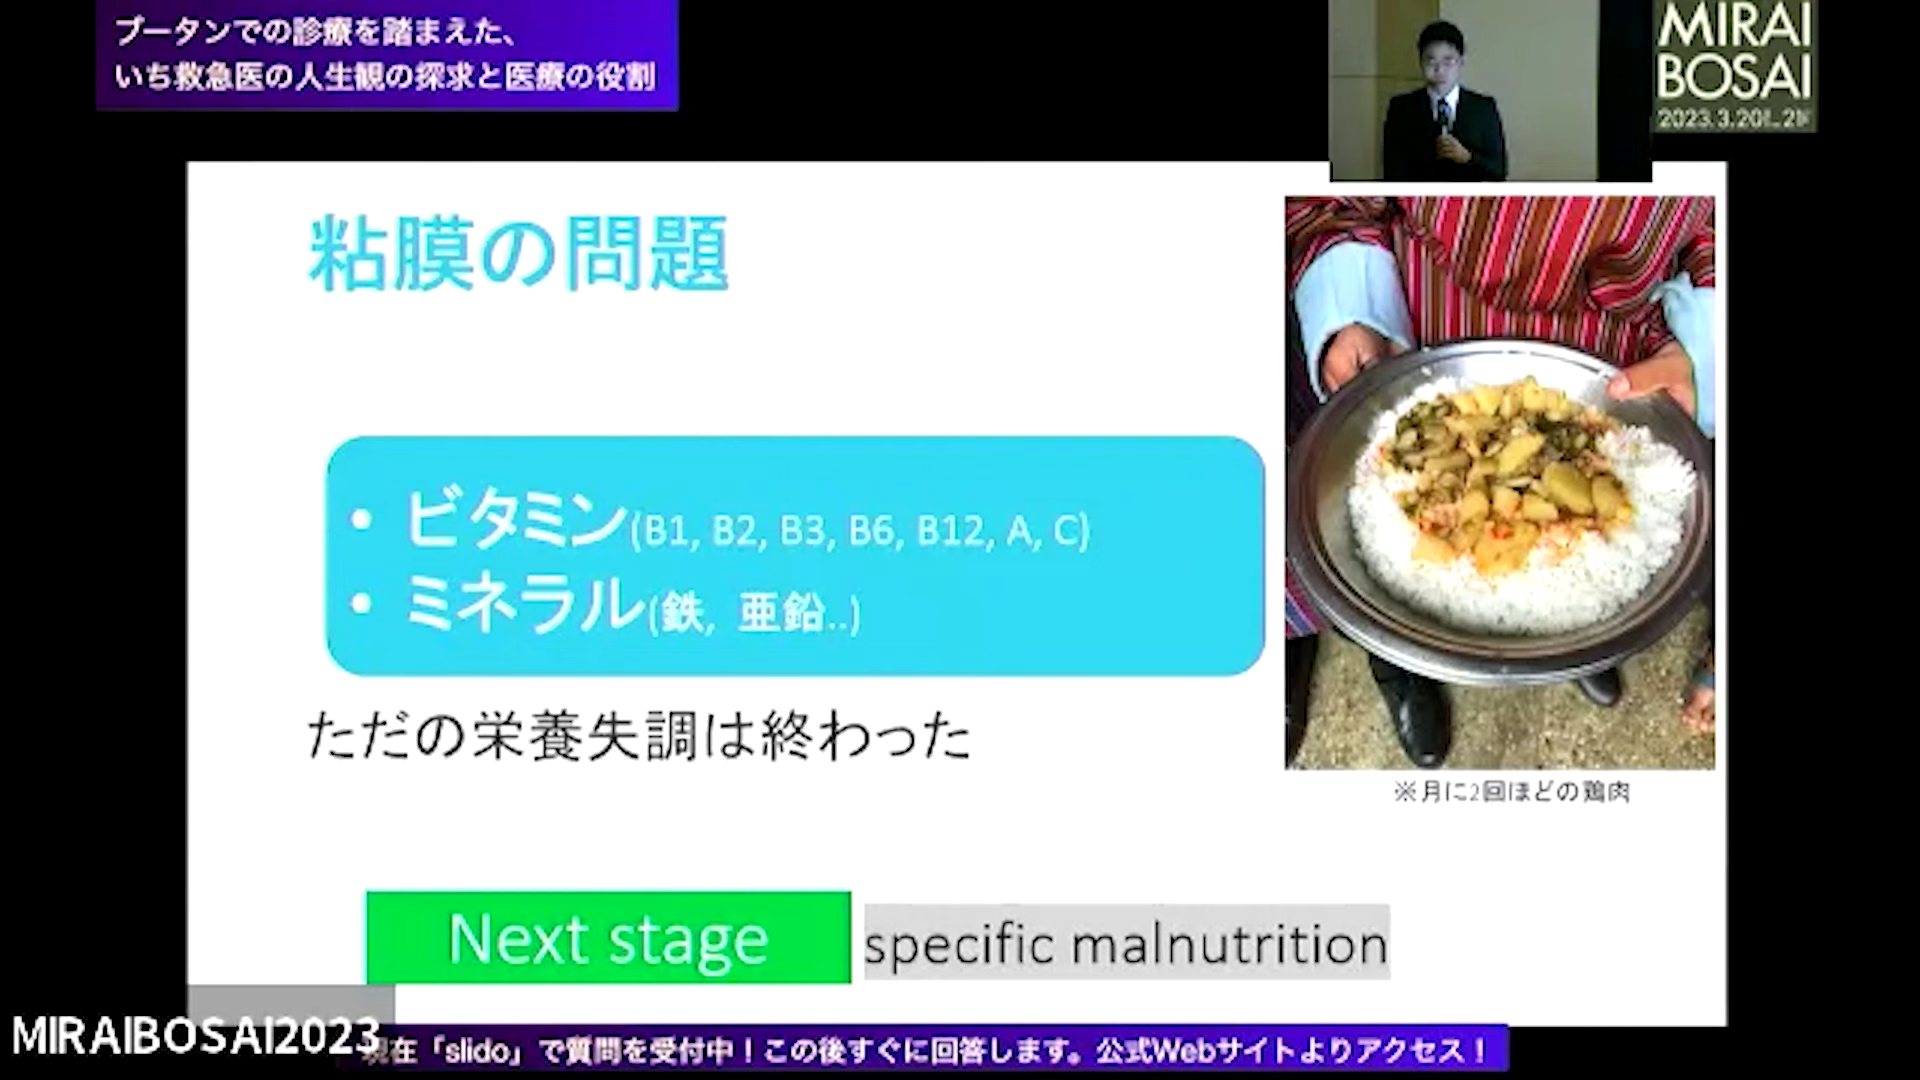 ブータンでの診療を踏まえた、
いち救急医の人生観の探求と医療の役割
MIRAI
BOSAI
粘膜の問題
• ビタミン(B1, B2, B3, B6, B12, A, C)
• ミネラル(鉄, 亜鉛..)
ただの栄養失調は終わった
※月に2回ほどの鶏肉
Next stage
specific malnutrition
MIRAIBOSAI2023
現在「slido」で質問を受付中！この後すぐに回答します。公式Webサイトよりアクセス！